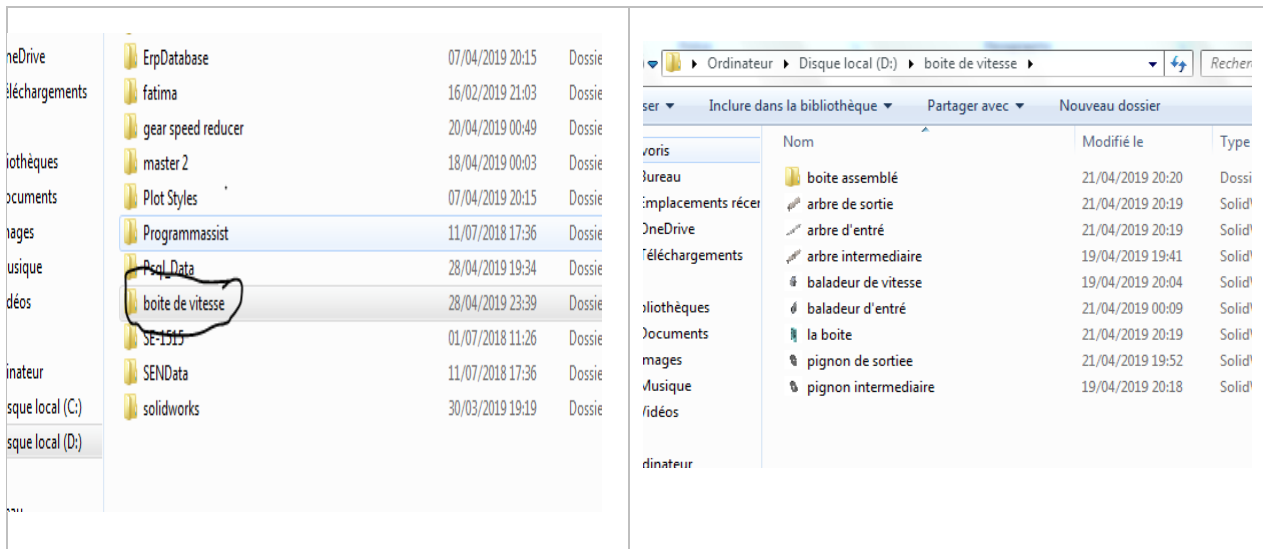 neDrive
éléchargements
iothèques
ocuments
nages
usique
déos
inateur
sque local (C:)
sque local (D:)
ErpDatabase 07/04/2019 20:15 Dossie
fatima 16/02/2019 21:03 Dossie
gear speed reducer 20/04/2019 00:49 Dossie
master 2 18/04/2019 00:03 Dossie
Plot Styles 07/04/2019 20:15 Dossie
Programmassist 11/07/2018 17:36 Dossie
Psql_Data 28/04/2019 19:34 Dossie
boite de vitesse 28/04/2019 23:39 Dossie
SE-1515 01/07/2018 11:26 Dossie
SENData 11/07/2018 17:36 Dossie
solidworks 30/03/2019 19:19 Dossie
Ordinateur Disque local (D:) boite de vitesse Recher
ser Inclure dans la bibliothèque Partager avec Nouveau dossier
voris
Bureau
Emplacements récer
OneDrive
Téléchargements
bliothèques
Documents
mages
Musique
Vidéos
dinateur
Nom Modifié le Type
boite assemblé 21/04/2019 20:20 Dossi
arbre de sortie 21/04/2019 20:19 Solid
arbre d'entré 21/04/2019 20:19 Solid
arbre intermediaire 19/04/2019 19:41 Solid
baladeur de vitesse 19/04/2019 20:04 Solid
baladeur d'entré 21/04/2019 00:09 Solid
la boite 21/04/2019 20:19 Solid
pignon de sortiee 21/04/2019 19:52 Solid
pignon intermediaire 19/04/2019 20:18 Solid